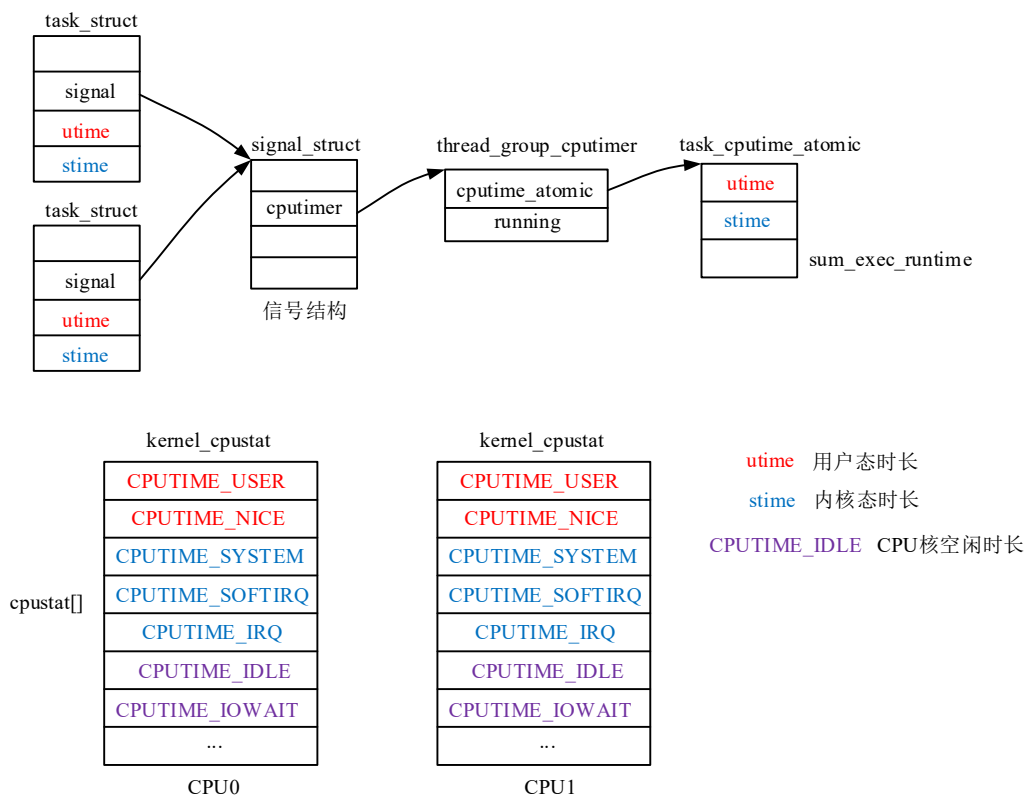 task_struct
signal
utime
stime
task_struct
signal
utime
stime
signal_struct
cputimer
信号结构
thread_group_cputimer
cputime_atomic
running
task_cputime_atomic
utime
stime
sum_exec_runtime
cpustat[]
kernel_cpustat
CPUTIME_USER
CPUTIME_NICE
CPUTIME_SYSTEM
CPUTIME_SOFTIRQ
CPUTIME_IRQ
CPUTIME_IDLE
CPUTIME_IOWAIT
...
CPU0
kernel_cpustat
CPUTIME_USER
CPUTIME_NICE
CPUTIME_SYSTEM
CPUTIME_SOFTIRQ
CPUTIME_IRQ
CPUTIME_IDLE
CPUTIME_IOWAIT
...
CPU1
utime 用户态时长
stime 内核态时长
CPUTIME_IDLE CPU核空闲时长